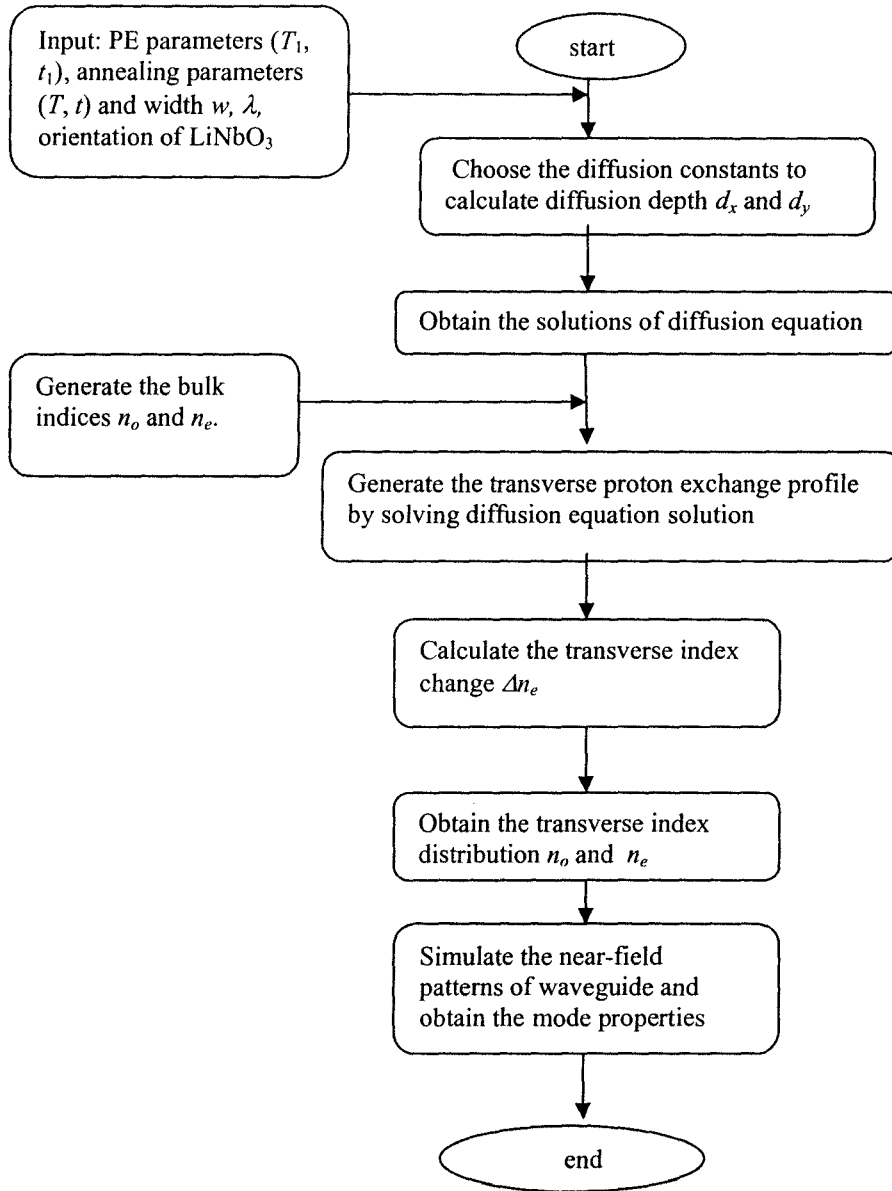 start
Input: PE parameters (T₁,
t₁), annealing parameters
(T, t) and width w, λ,
orientation of LiNbO₃
Choose the diffusion constants to
calculate diffusion depth dₓ and d_y
Obtain the solutions of diffusion equation
Generate the bulk
indices nₒ and nₑ.
Generate the transverse proton exchange profile
by solving diffusion equation solution
Calculate the transverse index
change Δnₑ
Obtain the transverse index
distribution nₒ and nₑ
Simulate the near-field
patterns of waveguide and
obtain the mode properties
end